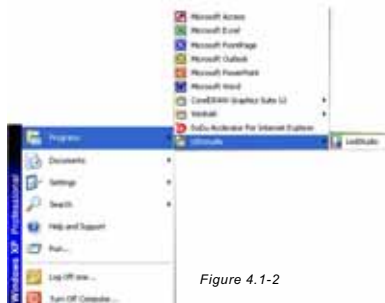 Microsoft Access
Microsoft Excel
Microsoft FrontPage
Microsoft Outlook
Microsoft PowerPoint
Microsoft Word
CorelDRAW Graphics Suite 12
WinRAR
Accelerator For Internet Explorer
Programs
LedStudio
LedStudio
Documents
Settings
Search
Help and Support
Run...
Log Off
Turn Off Computer...
Windows XP Professional
Figure 4.1-2